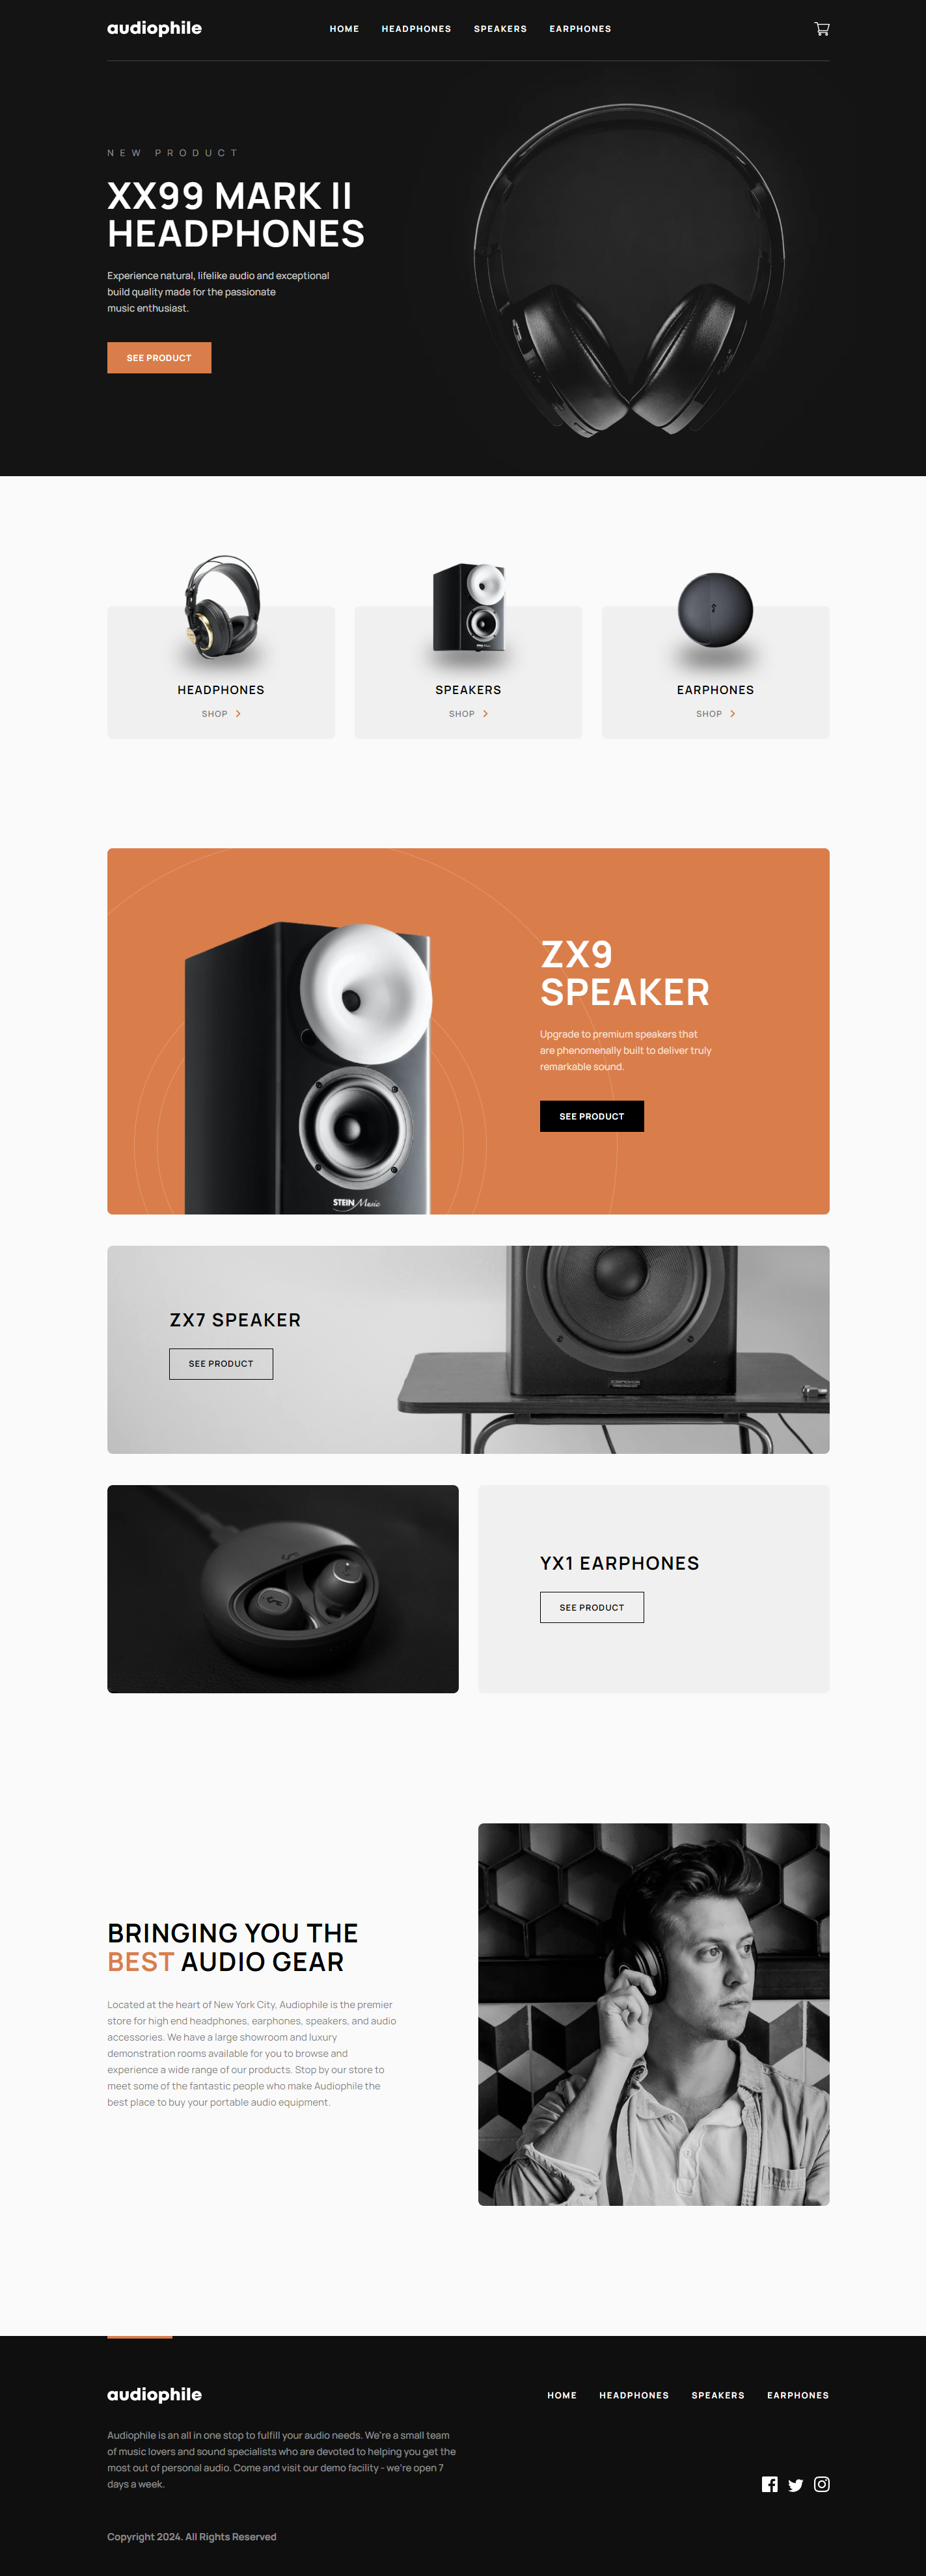 audiophile
HOME HEADPHONES SPEAKERS EARPHONES
NEW PRODUCT
XX99 MARK II
HEADPHONES
Experience natural, lifelike audio and exceptional
build quality made for the passionate
music enthusiast.
SEE PRODUCT
HEADPHONES
SHOP
SPEAKERS
SHOP
EARPHONES
SHOP
STEIN Music
ZX9
SPEAKER
Upgrade to premium speakers that
are phenomenally built to deliver truly
remarkable sound.
SEE PRODUCT
ZX7 SPEAKER
SEE PRODUCT
YX1 EARPHONES
SEE PRODUCT
BRINGING YOU THE
BEST AUDIO GEAR
Located at the heart of New York City, Audiophile is the premier
store for high end headphones, earphones, speakers, and audio
accessories. We have a large showroom and luxury
demonstration rooms available for you to browse and
experience a wide range of our products. Stop by our store to
meet some of the fantastic people who make Audiophile the
best place to buy your portable audio equipment.
audiophile
HOME HEADPHONES SPEAKERS EARPHONES
Audiophile is an all in one stop to fulfill your audio needs. We're a small team
of music lovers and sound specialists who are devoted to helping you get the
most out of personal audio. Come and visit our demo facility - we're open 7
days a week.
Copyright 2024. All Rights Reserved